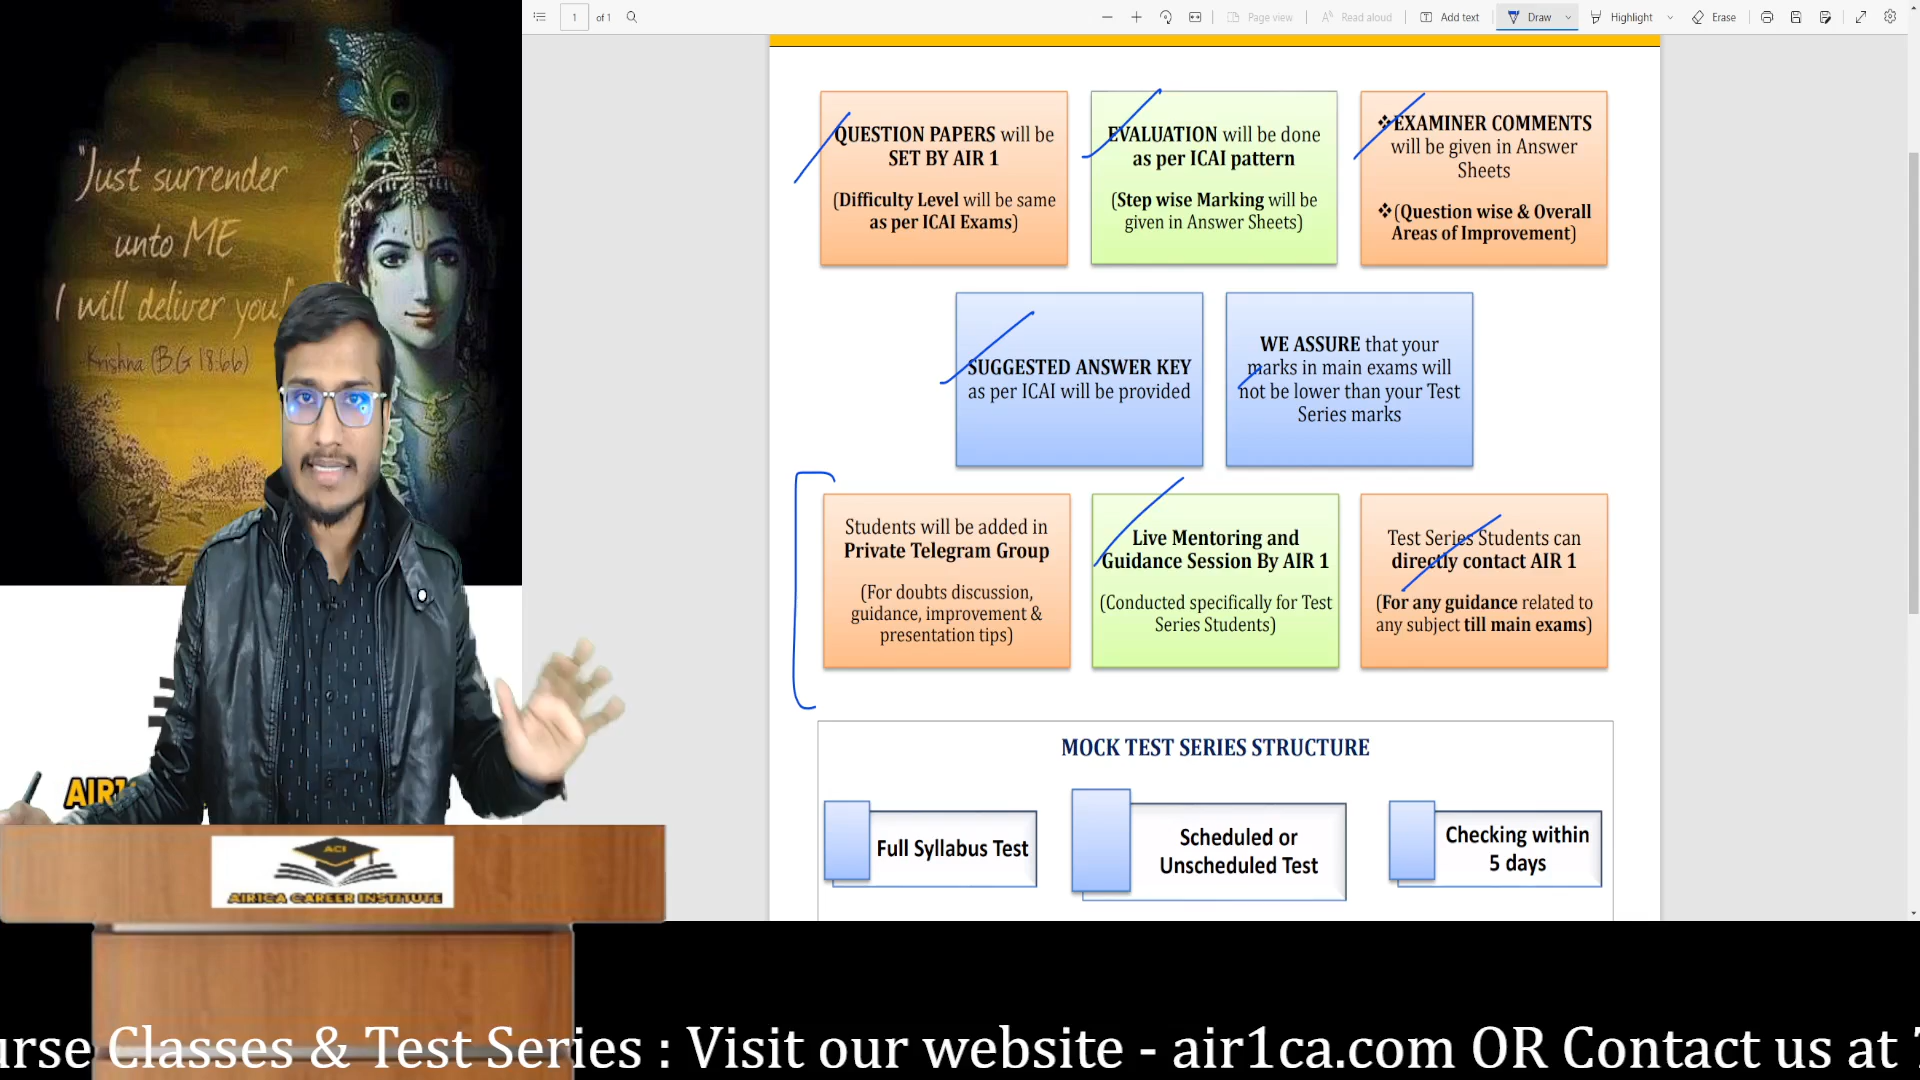 1 of 1
Page view
Read aloud
Add text
Draw
Highlight
Erase
"Just surrender
unto ME
I will deliver you!"
- Krishna (B.G 18:66)
QUESTION PAPERS will be
SET BY AIR 1
(Difficulty Level will be same
as per ICAI Exams)
EVALUATION will be done
as per ICAI pattern
(Step wise Marking will be
given in Answer Sheets)
❖EXAMINER COMMENTS
will be given in Answer
Sheets
❖(Question wise & Overall
Areas of Improvement)
SUGGESTED ANSWER KEY
as per ICAI will be provided
WE ASSURE that your
marks in main exams will
not be lower than your Test
Series marks
Students will be added in
Private Telegram Group
(For doubts discussion,
guidance, improvement &
presentation tips)
Live Mentoring and
Guidance Session By AIR 1
(Conducted specifically for Test
Series Students)
Test Series Students can
directly contact AIR 1
(For any guidance related to
any subject till main exams)
MOCK TEST SERIES STRUCTURE
Full Syllabus Test
Scheduled or
Unscheduled Test
Checking within
5 days
AIR1
ACI
AIR1CA CAREER INSTITUTE
urse Classes & Test Series : Visit our website - air1ca.com OR Contact us at